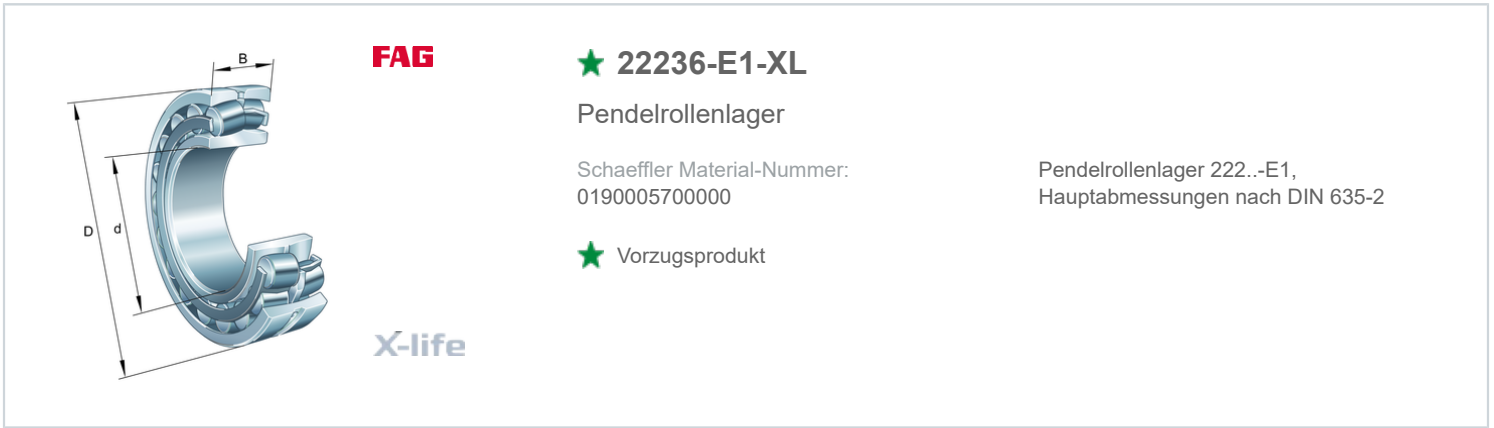 B
D
d
FAG
X-life
22236-E1-XL
Pendelrollenlager
Schaeffler Material-Nummer:
0190005700000
Vorzugsprodukt
Pendelrollenlager 222..-E1,
Hauptabmessungen nach DIN 635-2